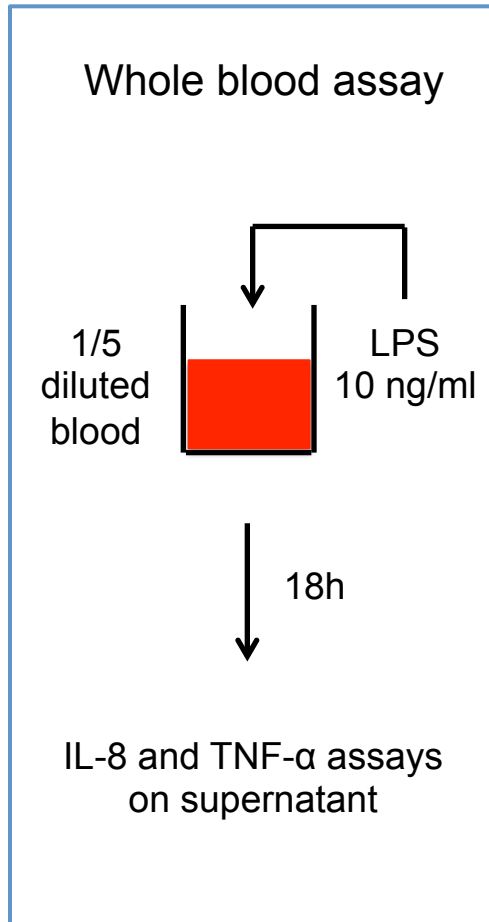 Whole blood assay
1/5
diluted
blood
LPS
10 ng/ml
18h
IL-8 and TNF-α assays
on supernatant